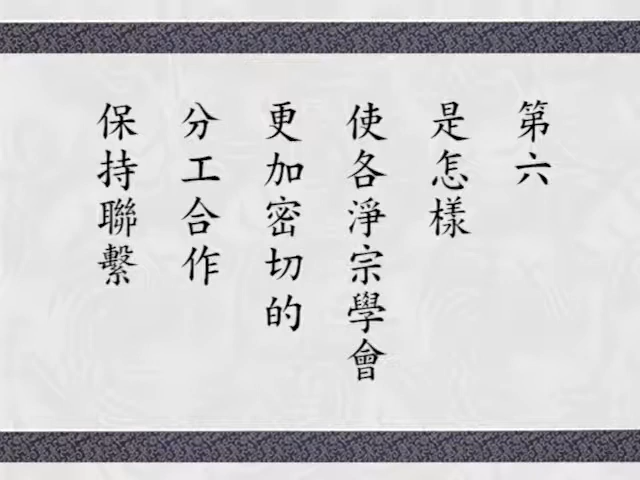 第六
是怎樣
使各淨宗學會
更加密切的
分工合作
保持聯繫